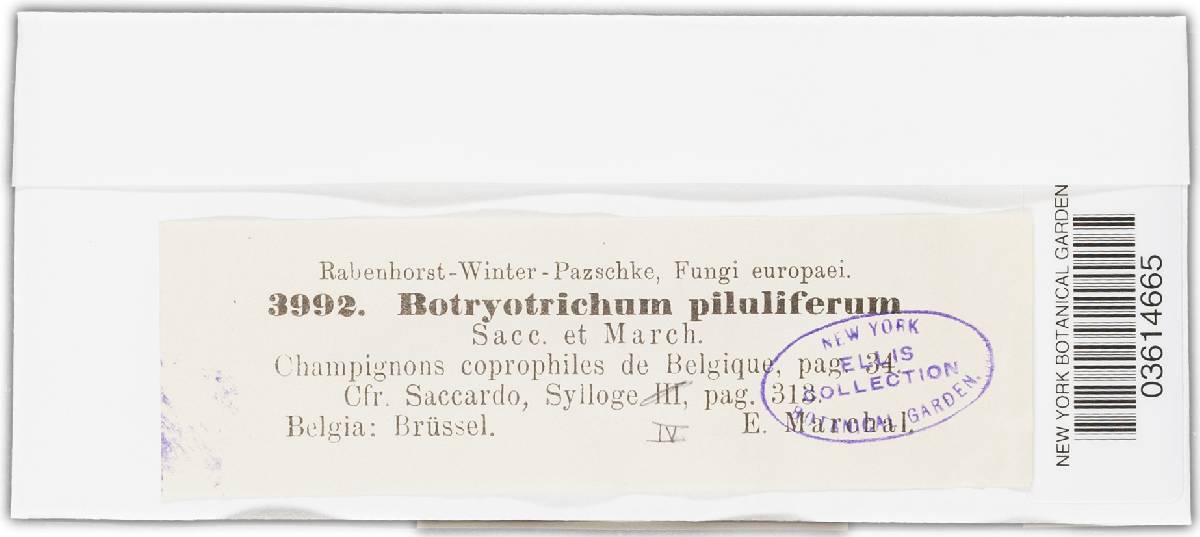 Rabenhorst-Winter-Pazschke, Fungi europaei.
3992. Botryotrichum piluliferum
Sacc. et March.
Champignons coprophiles de Belgique, pag. 34.
Cfr. Saccardo, Sylloge III, pag. 313.
IV
Belgia: Brüssel. E. Marchal.
NEW YORK
ELLIS
COLLECTION
BOTANICAL GARDEN.
NEW YORK BOTANICAL GARDEN
03614665